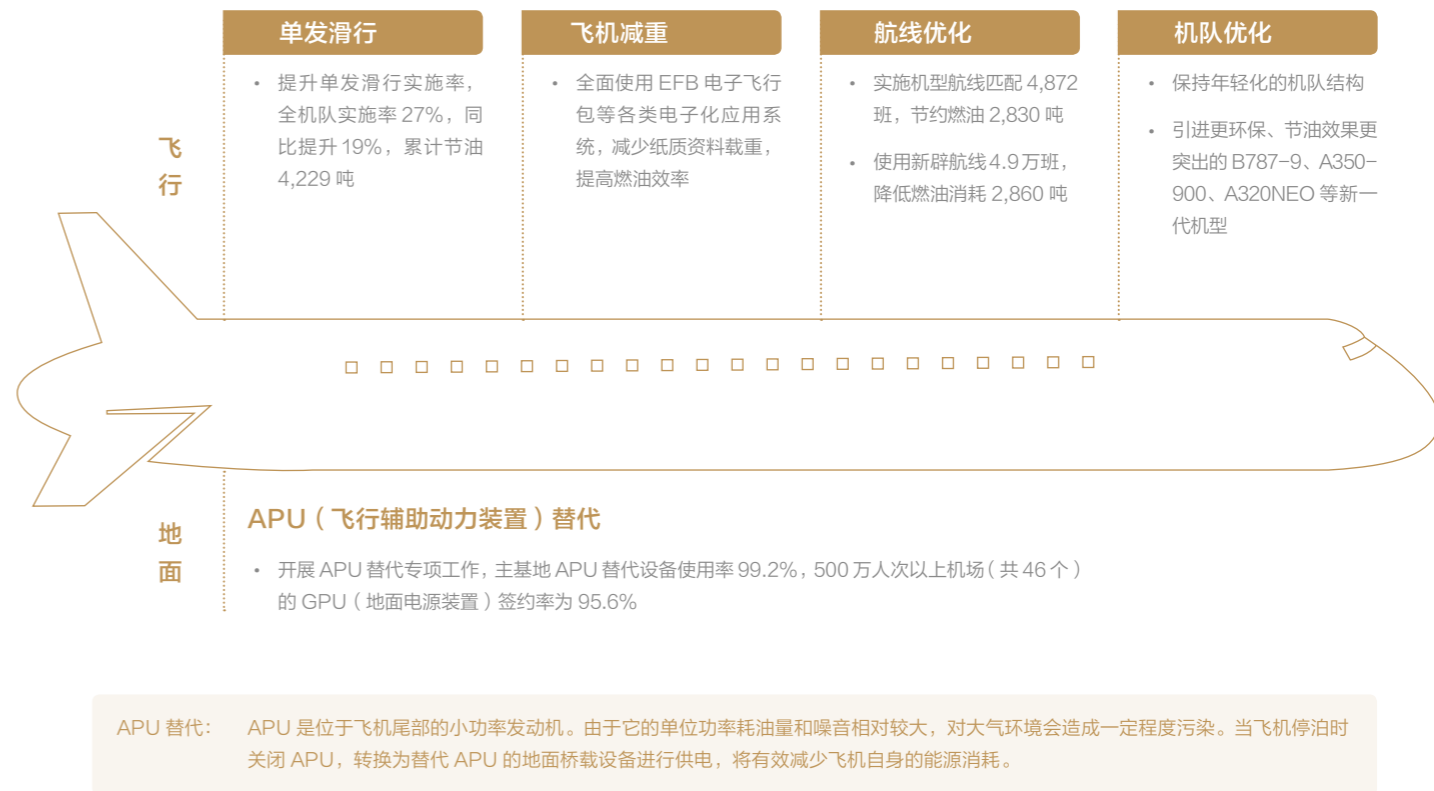 单发滑行
• 提升单发滑行实施率，
全机队实施率 27%，同
比提升 19%，累计节油
4,229 吨
飞机减重
• 全面使用 EFB 电子飞行
包等各类电子化应用系
统，减少纸质资料载重，
提高燃油效率
航线优化
• 实施机型航线匹配 4,872
班，节约燃油 2,830 吨
• 使用新辟航线 4.9 万班，
降低燃油消耗 2,860 吨
机队优化
• 保持年轻化的机队结构
• 引进更环保、节油效果更
突出的 B787-9、A350-
900、A320NEO 等新一
代机型
飞
行
地
面
APU（飞行辅助动力装置）替代
• 开展 APU 替代专项工作，主基地 APU 替代设备使用率 99.2%，500 万人次以上机场（共 46 个）
的 GPU（地面电源装置）签约率为 95.6%
APU 替代： APU 是位于飞机尾部的小功率发动机。由于它的单位功率耗油量和噪音相对较大，对大气环境会造成一定程度污染。当飞机停泊时
关闭 APU，转换为替代 APU 的地面桥载设备进行供电，将有效减少飞机自身的能源消耗。